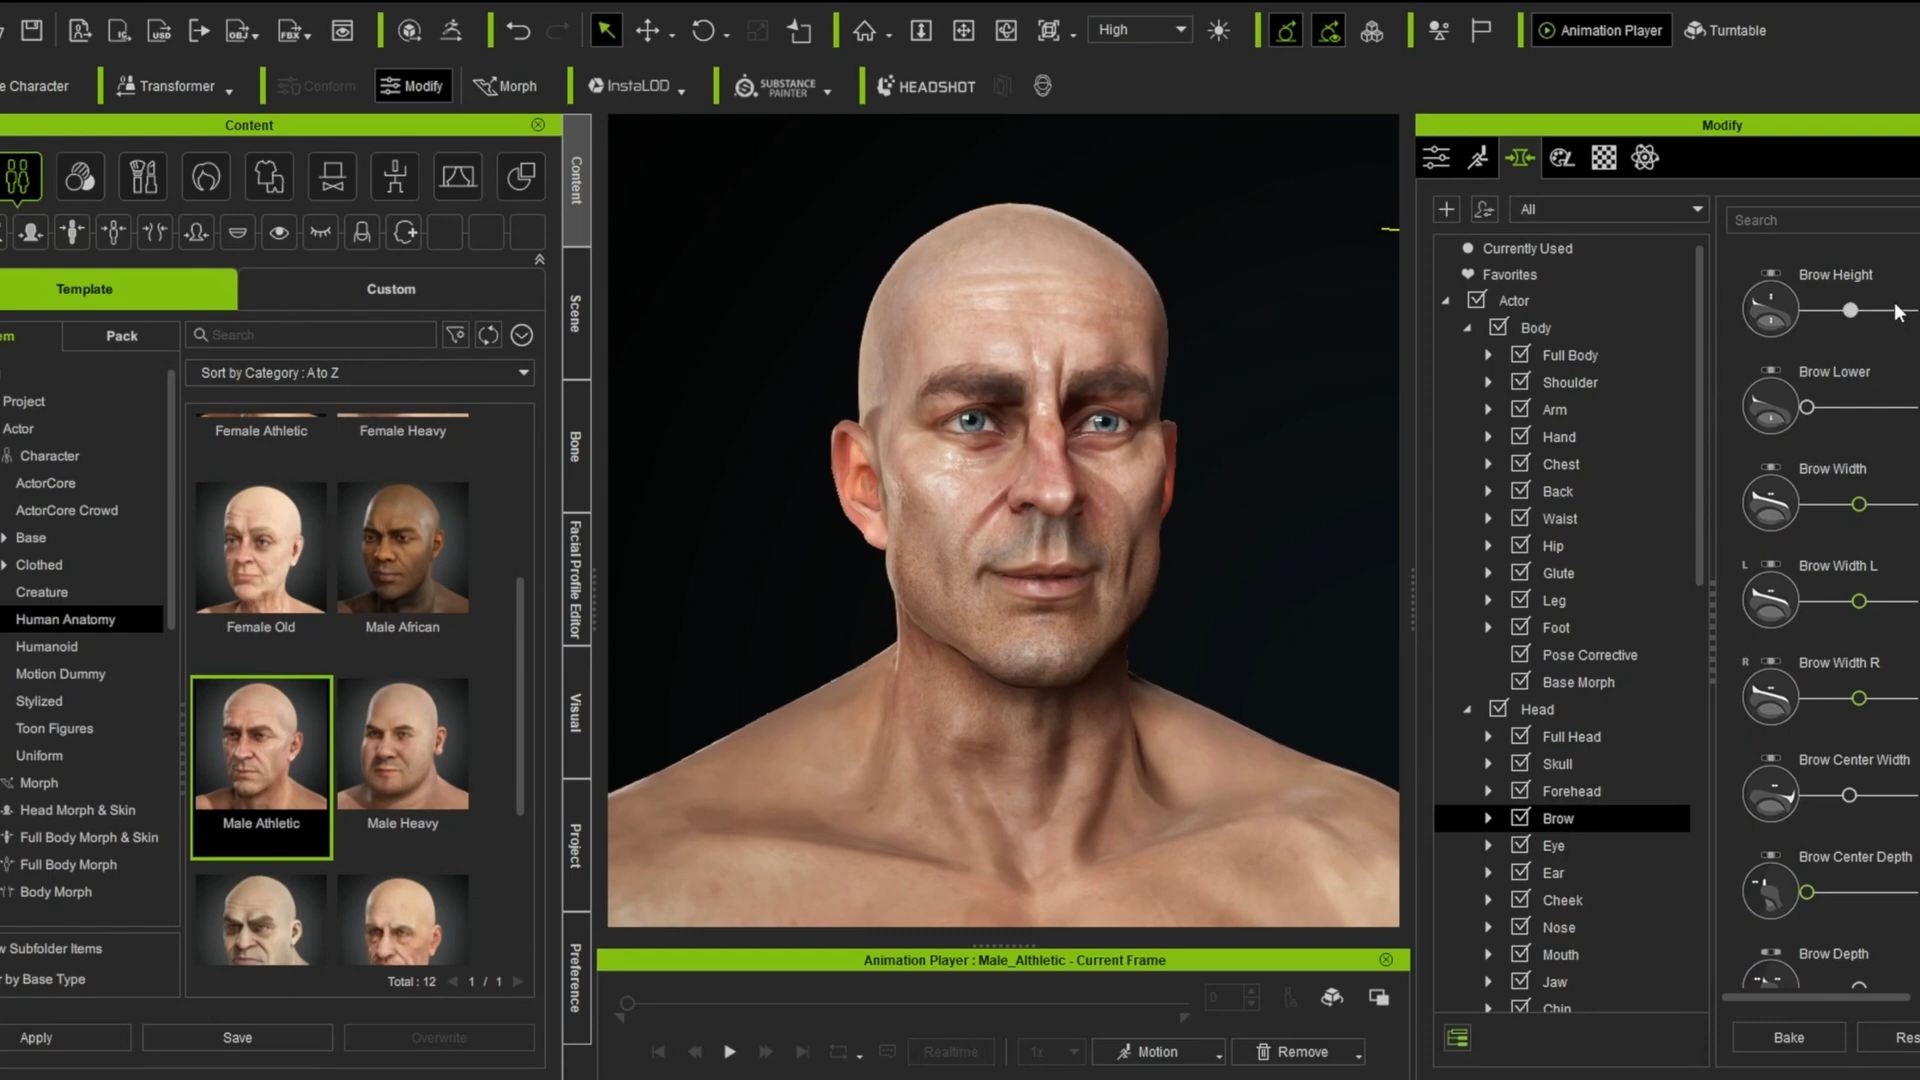 USD
OBJ
FBX
High
Animation Player
Turntable
e Character
Transformer
Conform
Modify
Morph
InstaLOD
SUBSTANCE
PAINTER
HEADSHOT
Content
Template
Custom
em
Pack
Search
Sort by Category : A to Z
Project
Actor
Character
ActorCore
ActorCore Crowd
Base
Clothed
Creature
Human Anatomy
Humanoid
Motion Dummy
Stylized
Toon Figures
Uniform
Morph
Head Morph & Skin
Full Body Morph & Skin
Full Body Morph
Body Morph
w Subfolder Items
r by Base Type
Female Athletic
Female Heavy
Female Old
Male African
Male Athletic
Male Heavy
Total : 12
1 / 1
Apply
Save
Overwrite
Content
Scene
Bone
Facial Profile Editor
Visual
Project
Preference
Animation Player : Male_Althletic - Current Frame
0
Realtime
1x
Motion
Remove
Modify
All
Currently Used
Favorites
Actor
Body
Full Body
Shoulder
Arm
Hand
Chest
Back
Waist
Hip
Glute
Leg
Foot
Pose Corrective
Base Morph
Head
Full Head
Skull
Forehead
Brow
Eye
Ear
Cheek
Nose
Mouth
Jaw
Chin
Search
Brow Height
Brow Lower
Brow Width
L
Brow Width L
R
Brow Width R
Brow Center Width
Brow Center Depth
Brow Depth
Bake
Res